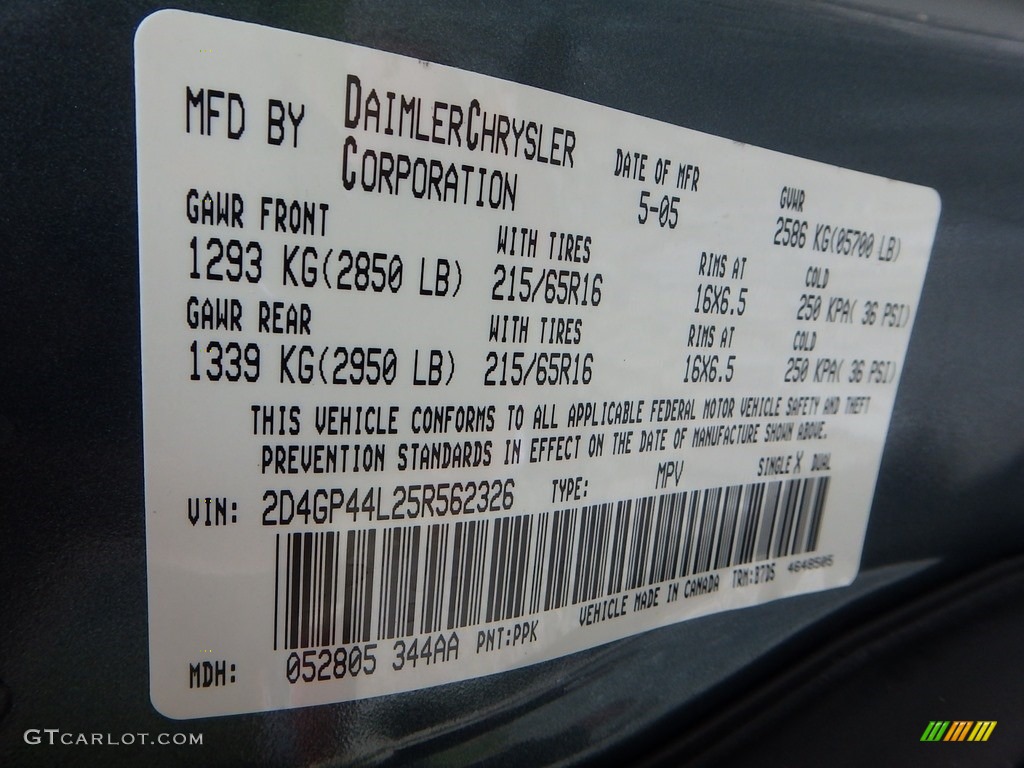 MFD BY DAIMLERCHRYSLER CORPORATION
DATE OF MFR 5-05
GVWR 2586 KG(05700 LB)
GAWR FRONT WITH TIRES RIMS AT COLD
1293 KG(2850 LB) 215/65R16 16X6.5 250 KPA( 36 PSI)
GAWR REAR WITH TIRES RIMS AT COLD
1339 KG(2950 LB) 215/65R16 16X6.5 250 KPA( 36 PSI)
THIS VEHICLE CONFORMS TO ALL APPLICABLE FEDERAL MOTOR VEHICLE SAFETY AND THEFT
PREVENTION STANDARDS IN EFFECT ON THE DATE OF MANUFACTURE SHOWN ABOVE.
VIN: 2D4GP44L25R562326 TYPE: MPV SINGLE X DUAL
VEHICLE MADE IN CANADA TRM:B7D5 4648505
MDH: 052805 344AA PNT:PPK
GTCARLOT.COM